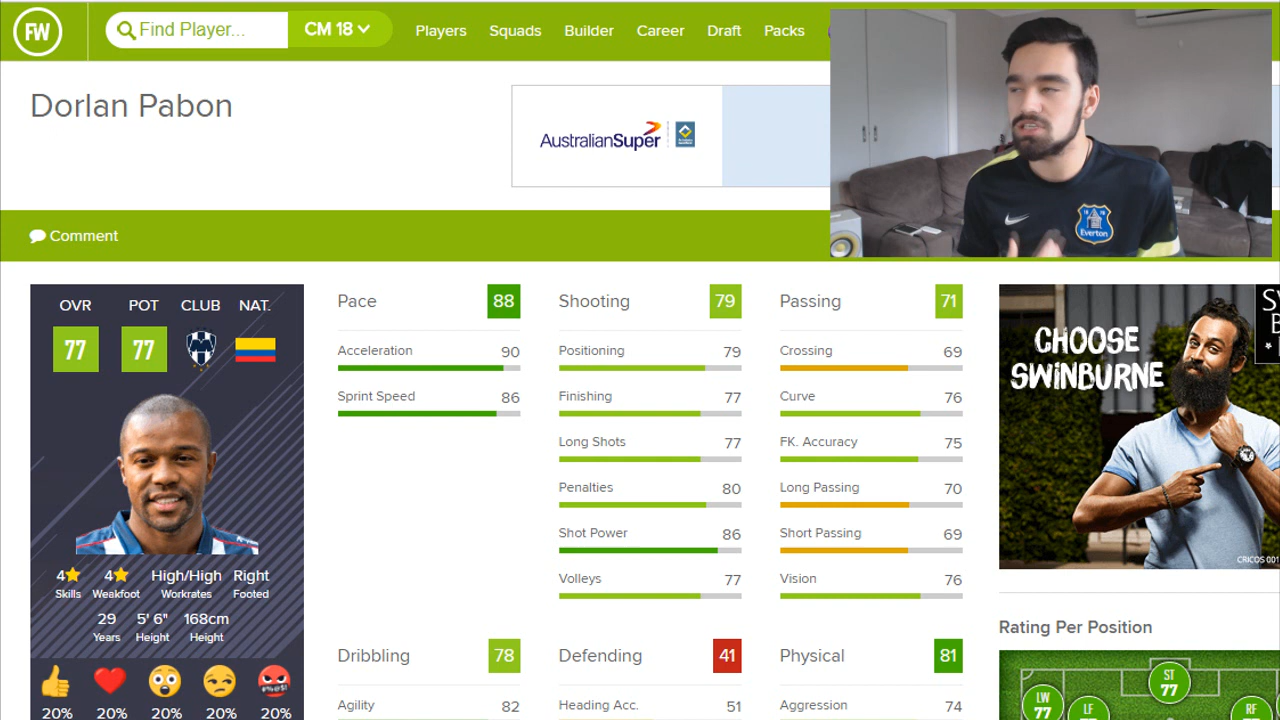 FW
Find Player...
CM 18
Players
Squads
Builder
Career
Draft
Packs
Dorlan Pabon
AustralianSuper
Everton
Comment
OVR POT CLUB NAT.
77 77
4 4 High/High Right
Skills Weakfoot Workrates Footed
29 5' 6" 168cm
Years Height Height
20% 20% 20% 20% 20%
Pace 88
Acceleration 90
Sprint Speed 86
Shooting 79
Positioning 79
Finishing 77
Long Shots 77
Penalties 80
Shot Power 86
Volleys 77
Passing 71
Crossing 69
Curve 76
FK. Accuracy 75
Long Passing 70
Short Passing 69
Vision 76
Dribbling 78
Agility 82
Defending 41
Heading Acc. 51
Physical 81
Aggression 74
CHOOSE
SWINBURNE
CRICOS 001
Rating Per Position
ST
77
LW
77
LF
RF